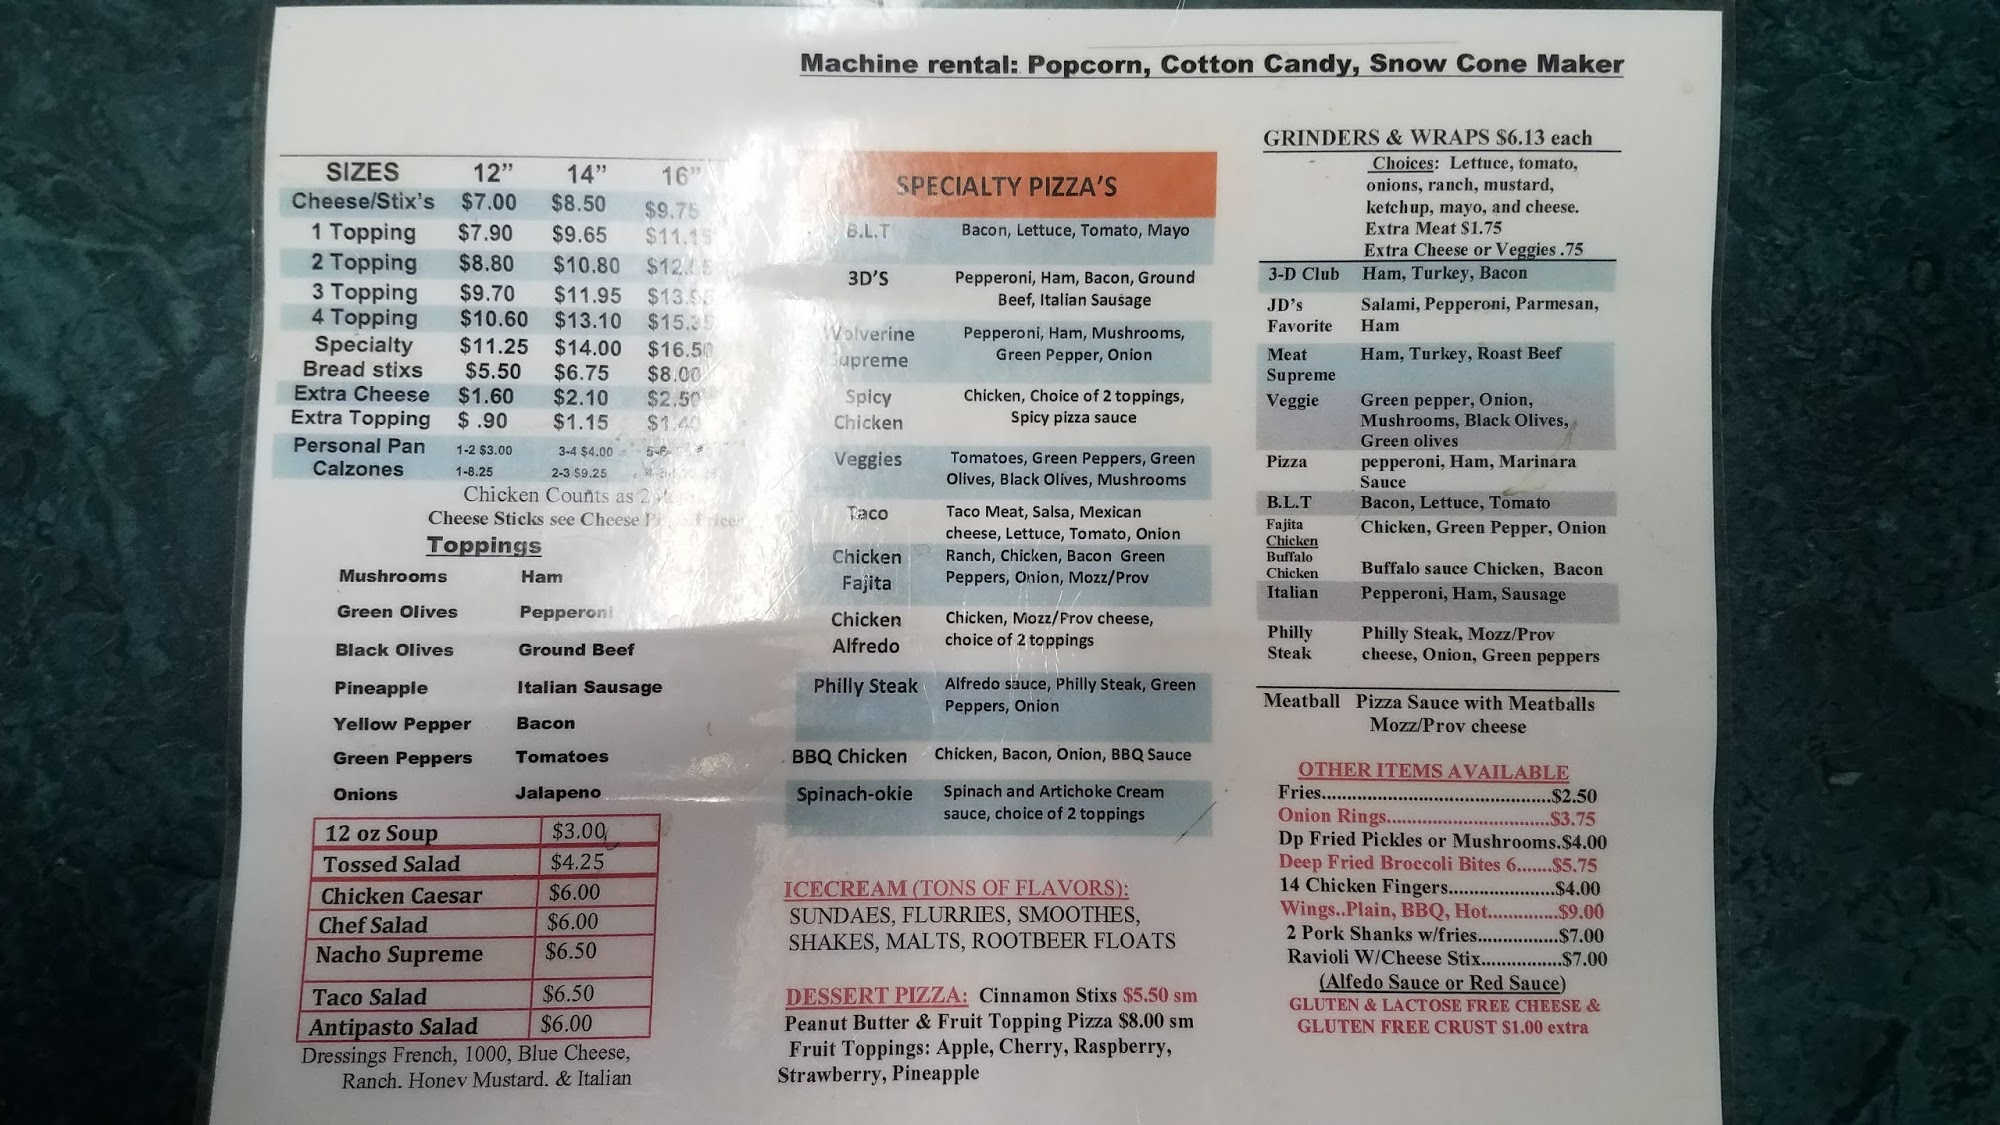 Machine rental: Popcorn, Cotton Candy, Snow Cone Maker
SIZES 12” 14” 16”
Cheese/Stix's $7.00 $8.50 $9.75
1 Topping $7.90 $9.65 $11.15
2 Topping $8.80 $10.80
3 Topping $9.70 $11.95
4 Topping $10.60 $13.10
Specialty $11.25 $14.00 $16.50
Bread stixs $5.50 $6.75 $8.00
Extra Cheese $1.60 $2.10 $2.50
Extra Topping $ .90 $1.15 $1.40
Personal Pan 1-2 $3.00 3-4 $4.00
Calzones 1-8.25 2-3 $9.25
Chicken Counts as 2
Cheese Sticks see Cheese Pizza Prices
Toppings
Mushrooms Ham
Green Olives Pepperoni
Black Olives Ground Beef
Pineapple Italian Sausage
Yellow Pepper Bacon
Green Peppers Tomatoes
Onions Jalapeno
12 oz Soup $3.00
Tossed Salad $4.25
Chicken Caesar $6.00
Chef Salad $6.00
Nacho Supreme $6.50
Taco Salad $6.50
Antipasto Salad $6.00
Dressings French, 1000, Blue Cheese,
Ranch, Honey Mustard, & Italian
SPECIALTY PIZZA'S
B.L.T Bacon, Lettuce, Tomato, Mayo
3D'S Pepperoni, Ham, Bacon, Ground
Beef, Italian Sausage
Wolverine Pepperoni, Ham, Mushrooms,
Supreme Green Pepper, Onion
Spicy Chicken, Choice of 2 toppings,
Chicken Spicy pizza sauce
Veggies Tomatoes, Green Peppers, Green
Olives, Black Olives, Mushrooms
Taco Taco Meat, Salsa, Mexican
cheese, Lettuce, Tomato, Onion
Chicken Ranch, Chicken, Bacon Green
Fajita Peppers, Onion, Mozz/Prov
Chicken Chicken, Mozz/Prov cheese,
Alfredo choice of 2 toppings
Philly Steak Alfredo sauce, Philly Steak, Green
Peppers, Onion
BBQ Chicken Chicken, Bacon, Onion, BBQ Sauce
Spinach-okie Spinach and Artichoke Cream
sauce, choice of 2 toppings
ICECREAM (TONS OF FLAVORS):
SUNDAES, FLURRIES, SMOOTHES,
SHAKES, MALTS, ROOTBEER FLOATS
DESSERT PIZZA: Cinnamon Stixs $5.50 sm
Peanut Butter & Fruit Topping Pizza $8.00 sm
Fruit Toppings: Apple, Cherry, Raspberry,
Strawberry, Pineapple
GRINDERS & WRAPS $6.13 each
Choices: Lettuce, tomato,
onions, ranch, mustard,
ketchup, mayo, and cheese.
Extra Meat $1.75
Extra Cheese or Veggies .75
3-D Club Ham, Turkey, Bacon
JD's Salami, Pepperoni, Parmesan,
Favorite Ham
Meat Ham, Turkey, Roast Beef
Supreme
Veggie Green pepper, Onion,
Mushrooms, Black Olives,
Green olives
Pizza pepperoni, Ham, Marinara
Sauce
B.L.T Bacon, Lettuce, Tomato
Fajita Chicken, Green Pepper, Onion
Chicken
Buffalo
Chicken Buffalo sauce Chicken, Bacon
Italian Pepperoni, Ham, Sausage
Philly Philly Steak, Mozz/Prov
Steak cheese, Onion, Green peppers
Meatball Pizza Sauce with Meatballs
Mozz/Prov cheese
OTHER ITEMS AVAILABLE
Fries..........................................$2.50
Onion Rings..............................$3.75
Dp Fried Pickles or Mushrooms.$4.00
Deep Fried Broccoli Bites 6.......$5.75
14 Chicken Fingers....................$4.00
Wings..Plain, BBQ, Hot.............$9.00
2 Pork Shanks w/fries...............$7.00
Ravioli W/Cheese Stix...............$7.00
(Alfedo Sauce or Red Sauce)
GLUTEN & LACTOSE FREE CHEESE &
GLUTEN FREE CRUST $1.00 extra